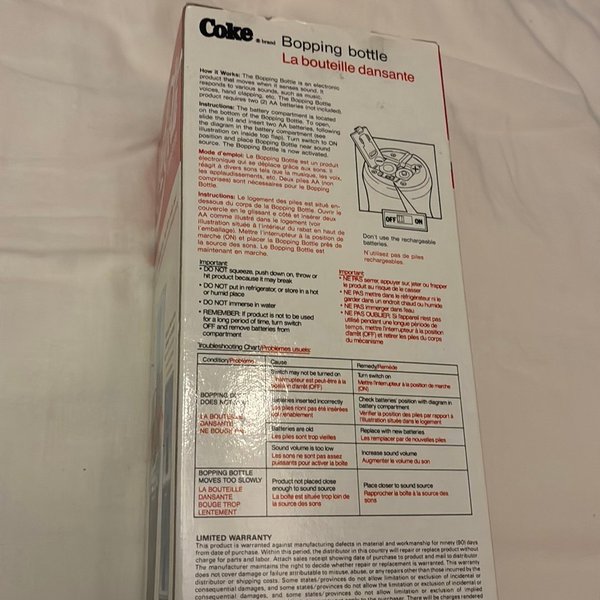 Coke ® brand Bopping bottle
La bouteille dansante
How it Works: The Bopping Bottle is an electronic
product that moves when it senses sound. It
responds to various sounds, such as music,
voices, hand clapping, etc. The Bopping Bottle
product requires two (2) AA batteries (not included).
Instructions: The battery compartment is located
on the bottom of the Bopping Bottle. To open,
slide the lid and insert two AA batteries, following
the diagram in the battery compartment (see
illustration on inside top flap). Turn switch to ON
position and place Bopping Bottle near sound
source. The Bopping Bottle is now activated.
Mode d'emploi: Le Bopping Bottle est un produit
électronique qui se déplace grâce aux sons. Il
réagit à divers sons tels que la musique, les voix,
les applaudissements, etc. Deux piles AA (non
comprises) sont nécessaires pour le Bopping
Bottle.
Instructions: Le logement des piles est situé en-
dessous du corps de la Bopping Bottle. Ouvrir le
couvercle en le glissant e côté et insérer deux
AA comme illustré dans le logement (voir
illustration située à l'intérieur du rabet en haut de
l'emballage). Mettre l'interrupteur à la position de
marche (ON) et placer la Bopping Bottle près de
la source des sons. Le Bopping Bottle est
maintenant en marche.
OFF ON
Don't use the rechargeable
batteries.
N'utilisez pas de piles
rechargeables.
Important:
• DO NOT squeeze, push down on, throw or
hit product because it may break
• DO NOT put in refrigerator, or store in a hot
or humid place
• DO NOT immerse in water
• REMEMBER: If product is not to be used
for a long period of time, turn switch
OFF and remove batteries from
compartment
Important:
• NE PAS serrer, appuyer sur, jeter ou frapper
le produit au risque de le casser
• NE PAS mettre dans le réfrigérateur ni le
garder dans un endroit chaud ou humide
• NE PAS immerger dans l'eau
• NE PAS OUBLIER: Si l'appareil n'est pas
utilisé pendant une longue période de
temps, mettre l'interrupteur à la position
d'arrêt (OFF) et retirer les piles du corps
du mécanisme
Troubleshooting Chart/Problèmes usuels:
Condition/Problème Cause Remedy/Remède
BOPPING
DOES NOT
LA BOUTEILLE
DANSANTE
NE BOUGE
Switch may not be turned on
L'interrupteur est peut-être à la
position d'arrêt (OFF)
Turn switch on
Mettre l'interrupteur à la position de marche
(ON)
Batteries inserted incorrectly
Les piles n'ont pas été insérées
Check batteries' position with diagram in
battery compartment
Vérifier la position des piles par rapport à
l'illustration située dans le logement
Batteries are old
Les piles sont trop vieilles
Replace with new batteries
Les remplacer par de nouvelles piles
Sound volume is too low
Les sons ne sont pas assez
puissants pour activer la boîte
Increase sound volume
Augmenter le volume du son
BOPPING BOTTLE
MOVES TOO SLOWLY
LA BOUTEILLE
DANSANTE
BOUGE TROP
LENTEMENT
Product not placed close
enough to sound source
La boîte est située trop loin de
la source des sons
Place closer to sound source
Rapprocher la boîte à la source des
sons
LIMITED WARRANTY
This product is warranted against manufacturing defects in material and workmanship for ninety (90) days
from date of purchase. Within this period, the distributor in this country will repair or replace product without
charge for parts and labor. Attach sales receipt showing date of purchase to product and mail to distributor.
The manufacturer maintains the right to decide whether repair or replacement is warranted. This warranty
does not cover damage or failure attributable to misuse, abuse, or any repairs other than those incurred by the
distributor or shipping costs. Some states/provinces do not allow limitation or exclusion of incidental or
consequential damages, and some states/provinces do not allow limitation or exclusion of incidental or
consequential damages, and some states do not allow limitation or exclusion of implied